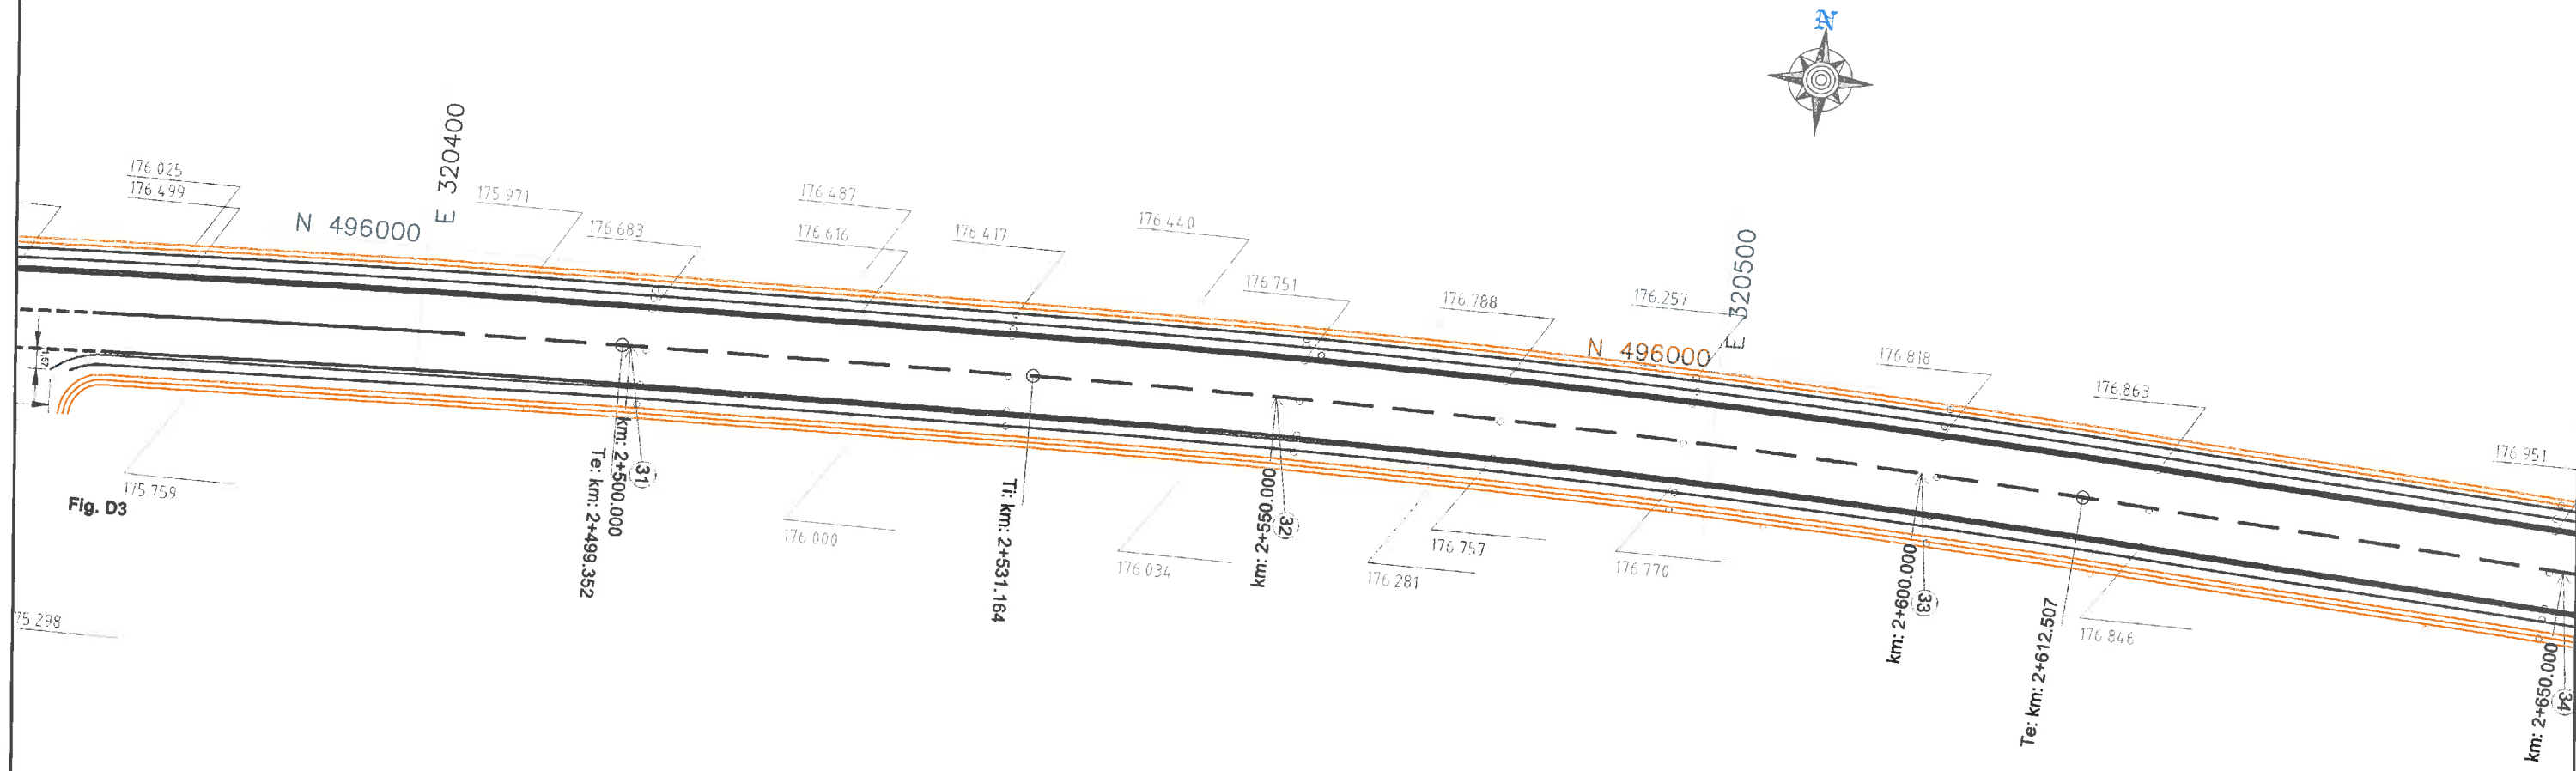 N
E 320400
176.025
176.499
N 496000
175.971
176.683
176.487
176.616
176.417
176.440
176.751
176.788
176.257
E 320500
N 496000
176.818
176.863
176.951
1.57
175.759
Fig. D3
31
km: 2+500.000
Te: km: 2+499.352
176.000
Ti: km: 2+531.164
176.034
32
km: 2+550.000
176.281
176.757
176.770
33
km: 2+600.000
Te: km: 2+612.507
176.846
34
km: 2+650.000
75.298